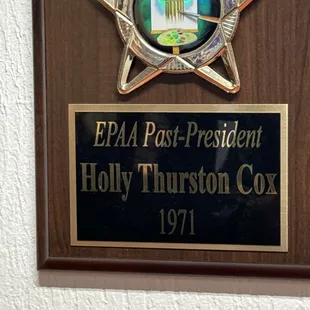 EPAA Past-President
Holly Thurston Cox
1971